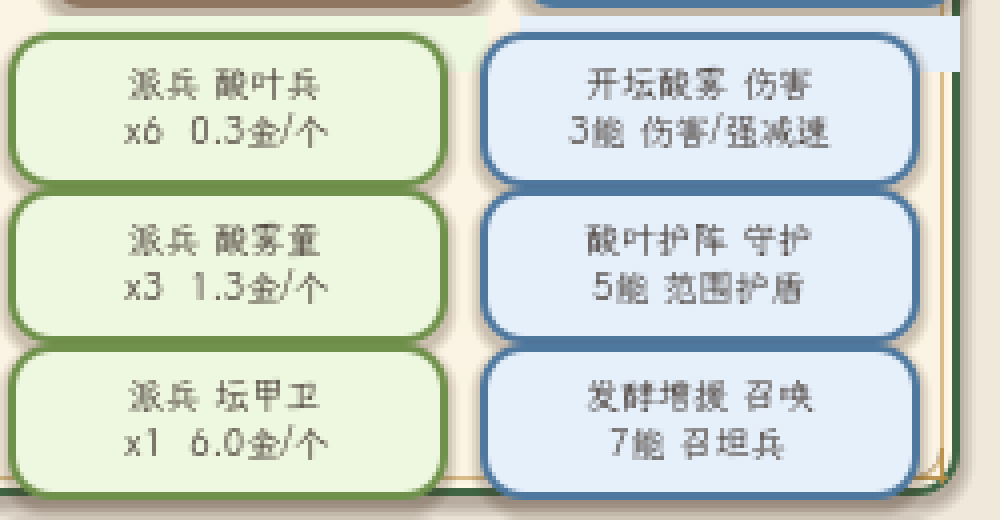 派兵 酸叶兵
x6 0.3金/个
开坛酸雾 伤害
3能 伤害/强减速
派兵 酸雾童
x3 1.3金/个
酸叶护阵 守护
5能 范围护盾
派兵 坛甲卫
x1 6.0金/个
发酵增援 召唤
7能 召坦兵